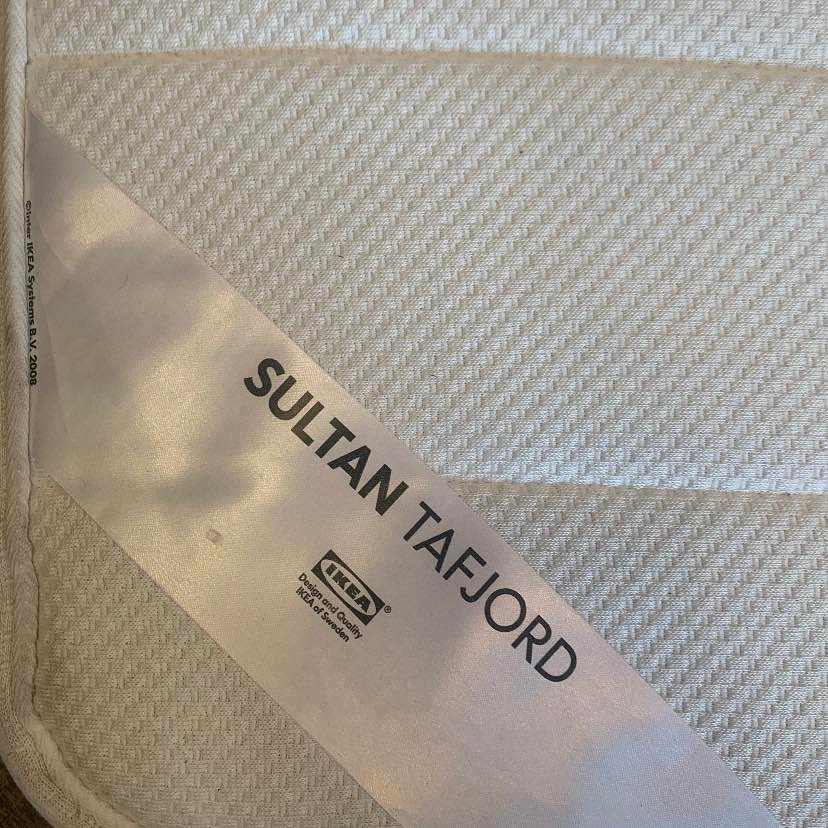 ©Inter IKEA Systems B.V. 2008
SULTAN TAFJORD
IKEA®
Design and Quality
IKEA of Sweden